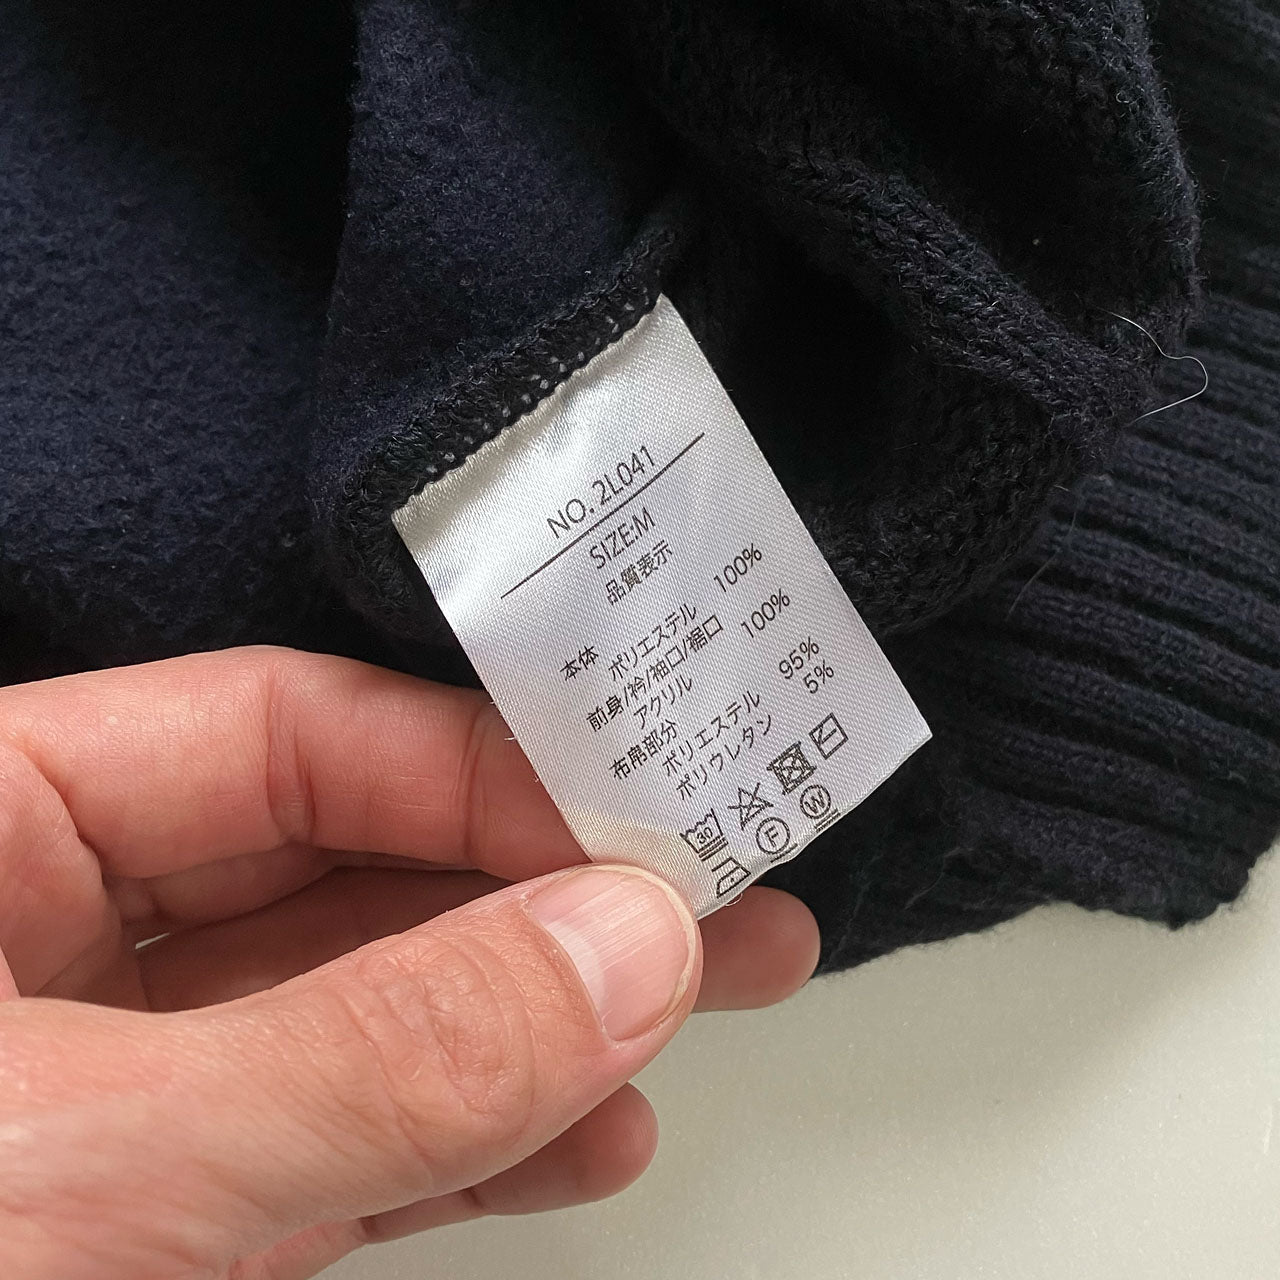 NO. 2L041
SIZE:M
品質表示
本体 ポリエステル 100%
前身/衿/袖口/裾口
アクリル 100%
布帛部分
ポリエステル 95%
ポリウレタン 5%
30
F W